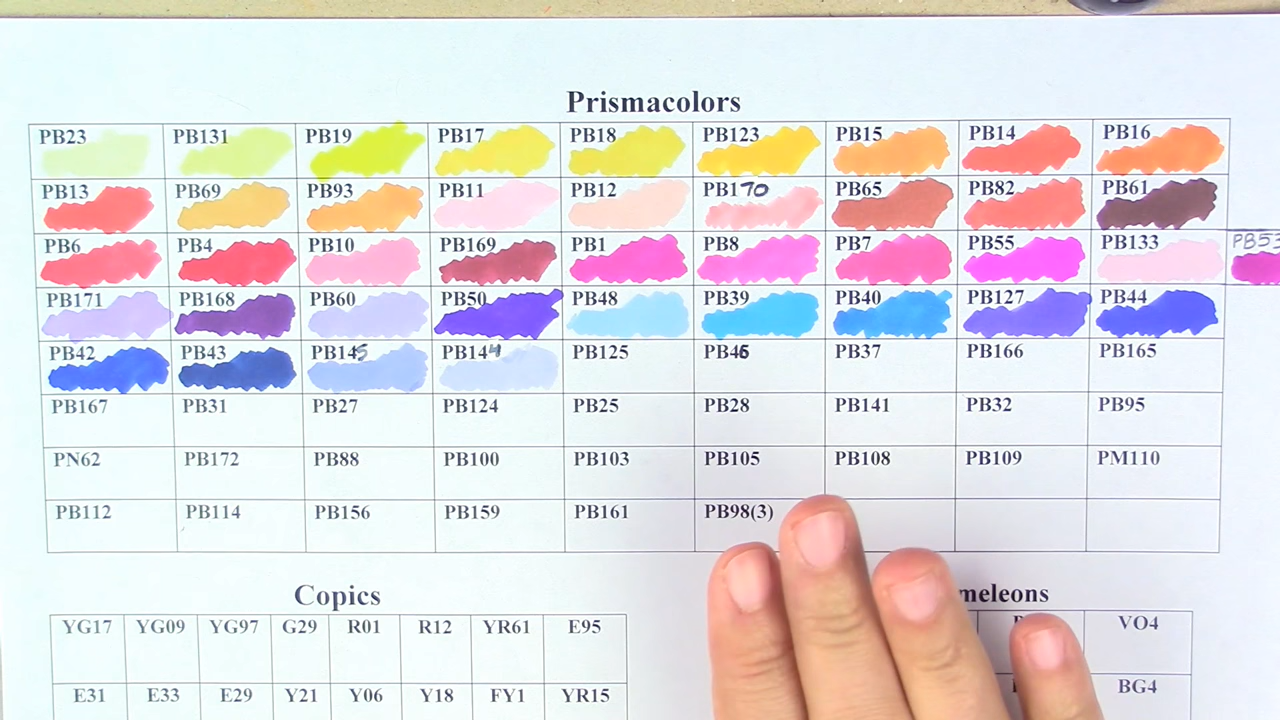 Prismacolors
PB23 PB131 PB19 PB17 PB18 PB123 PB15 PB14 PB16
PB13 PB69 PB93 PB11 PB12 PB170 PB65 PB82 PB61
PB6 PB4 PB10 PB169 PB1 PB8 PB7 PB55 PB133 PB53
PB171 PB168 PB60 PB50 PB48 PB39 PB40 PB127 PB44
PB42 PB43 PB145 PB144 PB125 PB46 PB37 PB166 PB165
PB167 PB31 PB27 PB124 PB25 PB28 PB141 PB32 PB95
PN62 PB172 PB88 PB100 PB103 PB105 PB108 PB109 PM110
PB112 PB114 PB156 PB159 PB161 PB98(3)
Copics meleons
YG17 YG09 YG97 G29 R01 R12 YR61 E95 VO4
E31 E33 E29 Y21 Y06 Y18 FY1 YR15 BG4